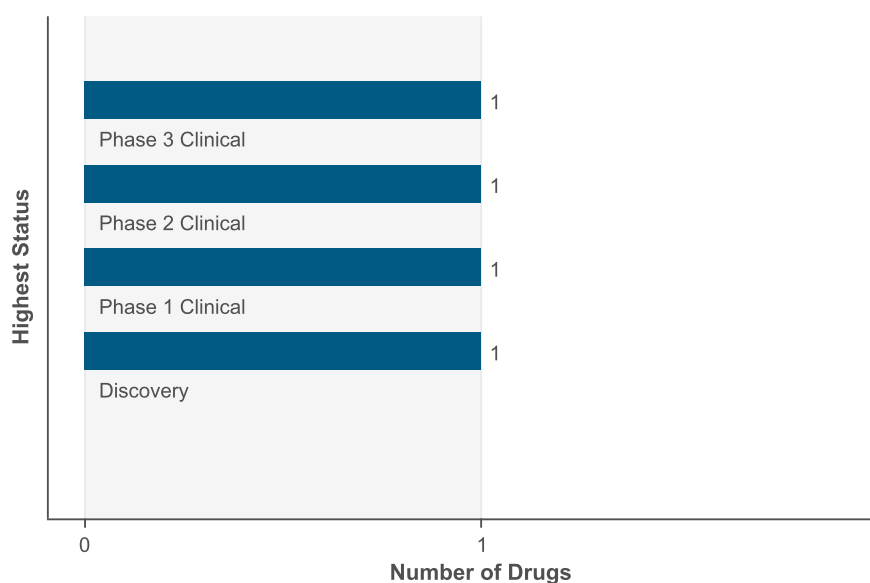 1
Phase 3 Clinical
1
Phase 2 Clinical
1
Phase 1 Clinical
1
Discovery
Highest Status
0 1
Number of Drugs